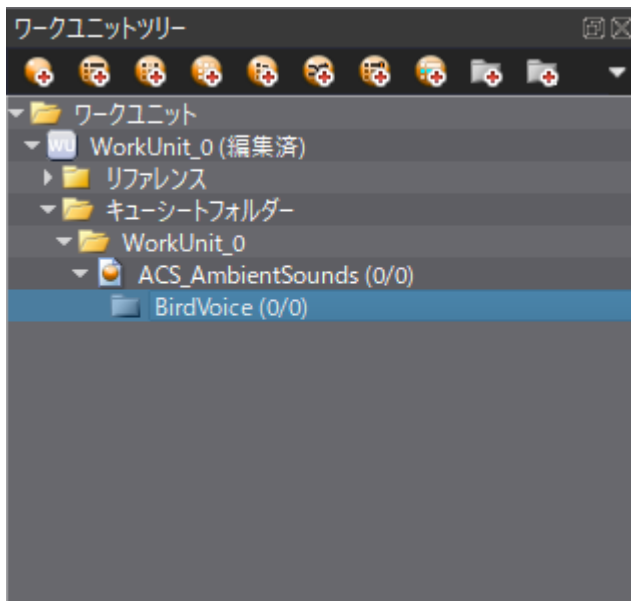 ワークユニットツリー
ワークユニット
WU WorkUnit_0 (編集済)
リファレンス
キューシートフォルダー
WorkUnit_0
ACS_AmbientSounds (0/0)
BirdVoice (0/0)